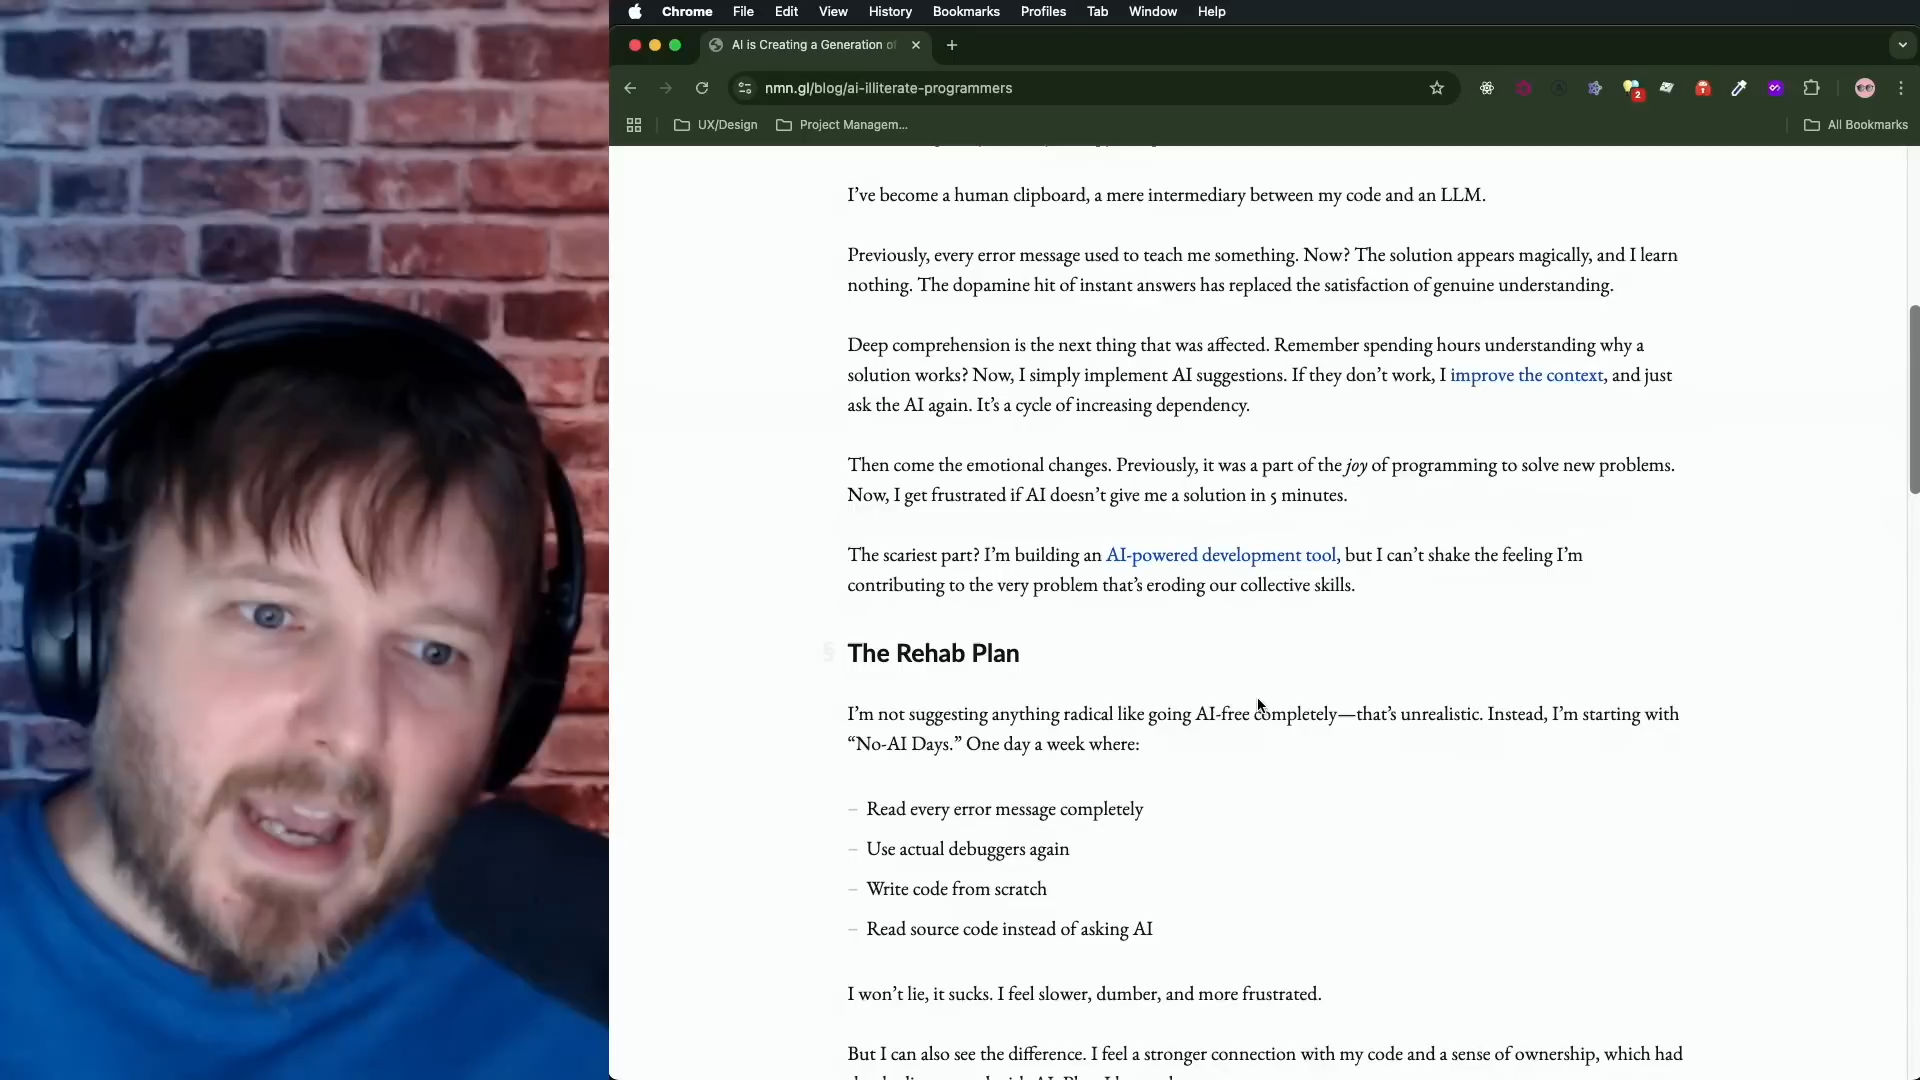 Chrome File Edit View History Bookmarks Profiles Tab Window Help
AI is Creating a Generation of
nmn.gl/blog/ai-illiterate-programmers
2
UX/Design Project Managem... All Bookmarks
I’ve become a human clipboard, a mere intermediary between my code and an LLM.
Previously, every error message used to teach me something. Now? The solution appears magically, and I learn
nothing. The dopamine hit of instant answers has replaced the satisfaction of genuine understanding.
Deep comprehension is the next thing that was affected. Remember spending hours understanding why a
solution works? Now, I simply implement AI suggestions. If they don’t work, I improve the context, and just
ask the AI again. It’s a cycle of increasing dependency.
Then come the emotional changes. Previously, it was a part of the joy of programming to solve new problems.
Now, I get frustrated if AI doesn’t give me a solution in 5 minutes.
The scariest part? I’m building an AI-powered development tool, but I can’t shake the feeling I’m
contributing to the very problem that’s eroding our collective skills.
§ The Rehab Plan
I’m not suggesting anything radical like going AI-free completely—that’s unrealistic. Instead, I’m starting with
“No-AI Days.” One day a week where:
– Read every error message completely
– Use actual debuggers again
– Write code from scratch
– Read source code instead of asking AI
I won’t lie, it sucks. I feel slower, dumber, and more frustrated.
But I can also see the difference. I feel a stronger connection with my code and a sense of ownership, which had